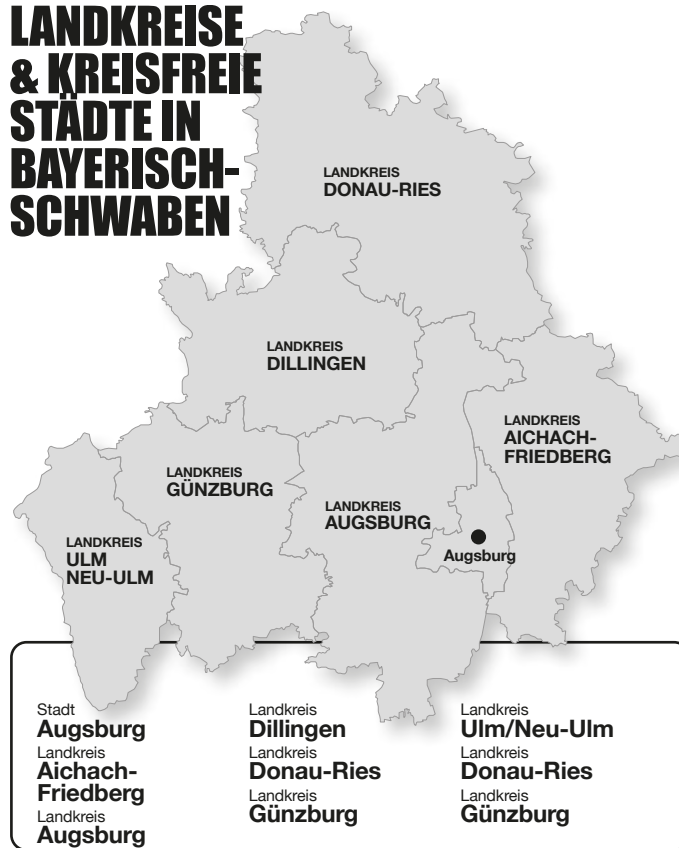 LANDKREISE
& KREISFREIE
STÄDTE IN
BAYERISCH-
SCHWABEN
LANDKREIS
DONAU-RIES
LANDKREIS
DILLINGEN
LANDKREIS
AICHACH-
FRIEDBERG
LANDKREIS
GÜNZBURG
LANDKREIS
AUGSBURG
LANDKREIS
ULM
NEU-ULM
Augsburg
Stadt
Augsburg
Landkreis
Aichach-
Friedberg
Landkreis
Augsburg
Landkreis
Dillingen
Landkreis
Donau-Ries
Landkreis
Günzburg
Landkreis
Ulm/Neu-Ulm
Landkreis
Donau-Ries
Landkreis
Günzburg